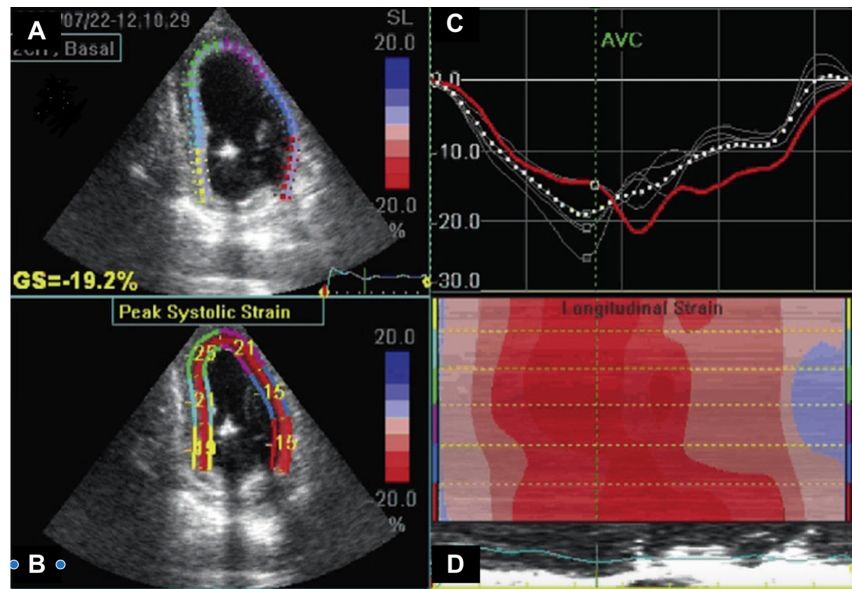 A
/07/22-12,10,29
, Basal
SL
20.0
20.0
%
GS=-19.2%
B
Peak Systolic Strain
-25
-21
-21
-15
-19
-15
20.0
20.0
%
C
AVC
0.0
-10.0
-20.0
-30.0
D
Longitudinal Strain